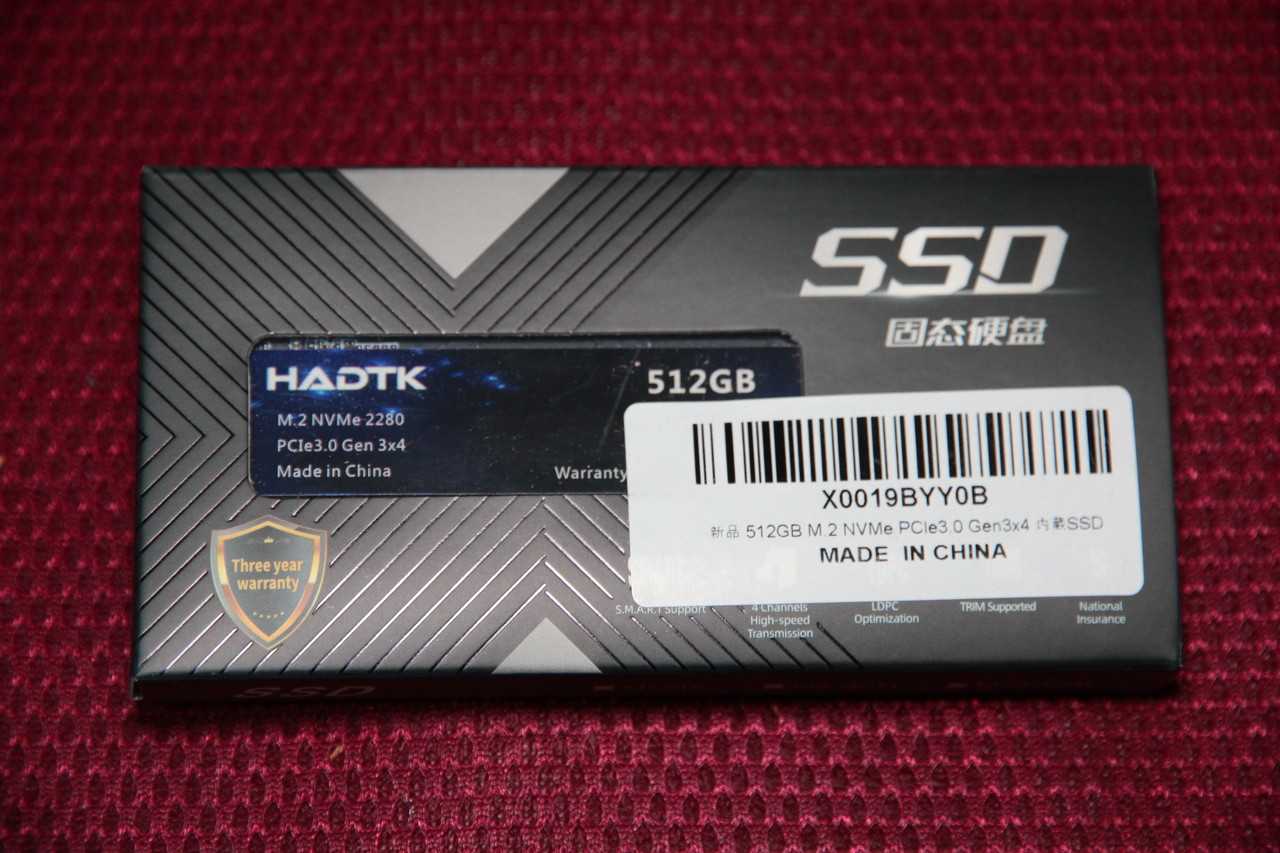 SSD
固态硬盘
HADTK
512GB
M.2 NVMe 2280
PCIe3.0 Gen 3x4
Made in China
Warranty
X0019BYY0B
新品 512GB M.2 NVMe PCIe3.0 Gen3x4 内蔵SSD
MADE IN CHINA
Three year
warranty
S.M.A.R.T Support
4 Channels
High-speed
Transmission
LDPC
Optimization
TRIM Supported
National
Insurance
SSD